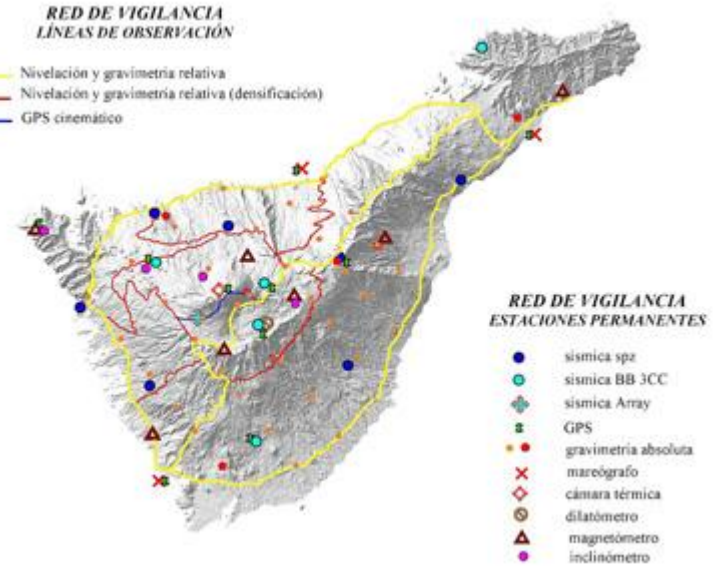 RED DE VIGILANCIA
LÍNEAS DE OBSERVACIÓN
Nivelación y gravimetria relativa
Nivelación y gravimetria relativa (densificación)
GPS cinemático
RED DE VIGILANCIA
ESTACIONES PERMANENTES
sismica spz
sismica BB 3CC
sismica Array
GPS
gravimetria absoluta
mareógrafo
cámara térmica
dilatómetro
magnetómetro
inclinómetro